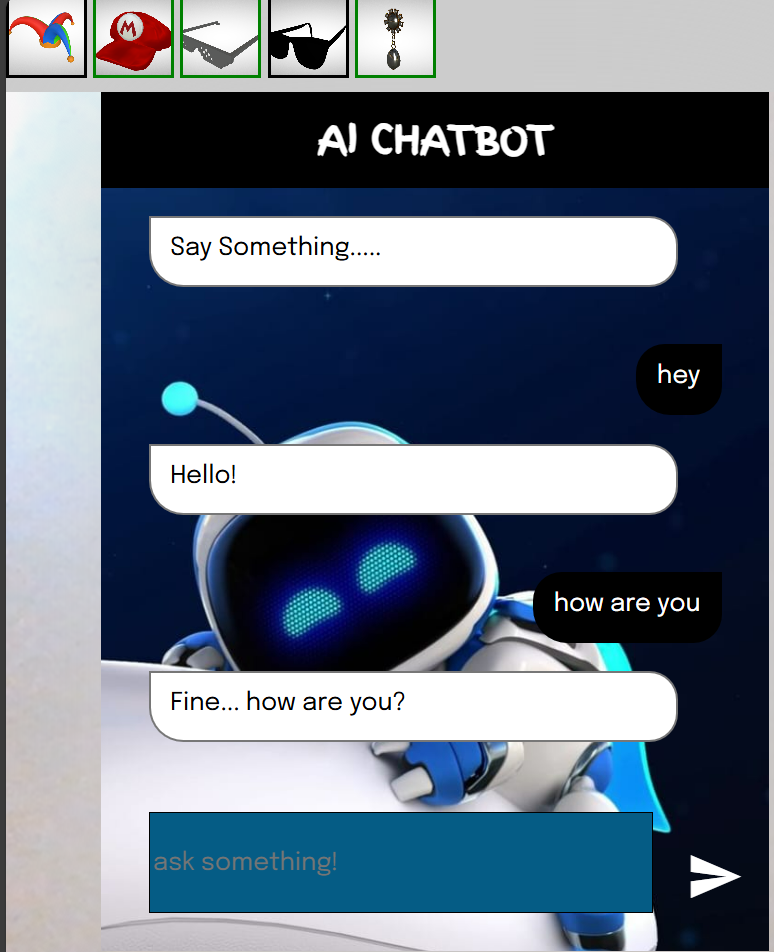 M
AI CHATBOT
Say Something.....
hey
Hello!
how are you
Fine... how are you?
ask something!